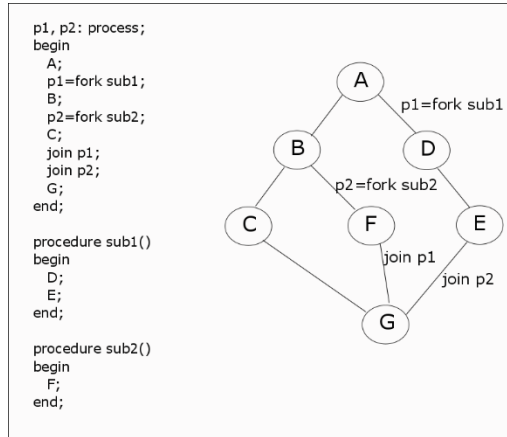 p1, p2: process;
begin
A;
p1=fork sub1;
B;
p2=fork sub2;
C;
join p1;
join p2;
G;
end;
procedure sub1()
begin
D;
E;
end;
procedure sub2()
begin
F;
end;
A
p1=fork sub1
B
D
p2=fork sub2
C
F
E
join p1
join p2
G